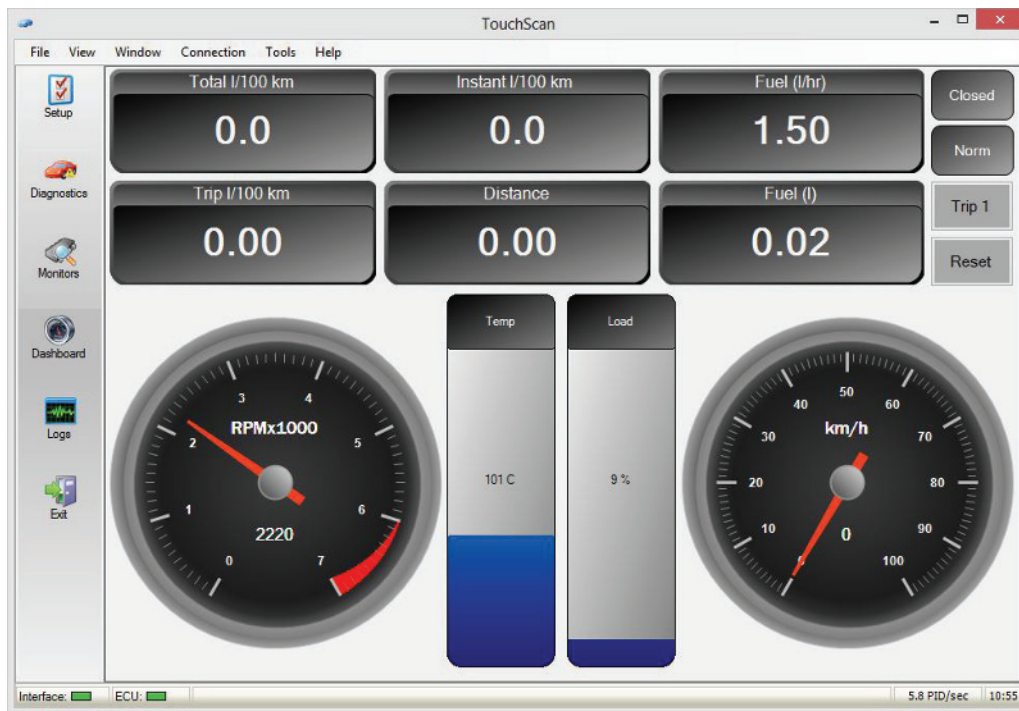 TouchScan
File View Window Connection Tools Help
Setup
Diagnostics
Monitors
Dashboard
Logs
Exit
Total l/100 km
0.0
Instant l/100 km
0.0
Fuel (l/hr)
1.50
Closed
Norm
Trip l/100 km
0.00
Distance
0.00
Fuel (l)
0.02
Trip 1
Reset
0
1
2
3
4
5
6
7
RPMx1000
2220
Temp
101 C
Load
9 %
0
10
20
30
40
50
60
70
80
90
100
km/h
0
Interface: ECU: 5.8 PID/sec 10:55